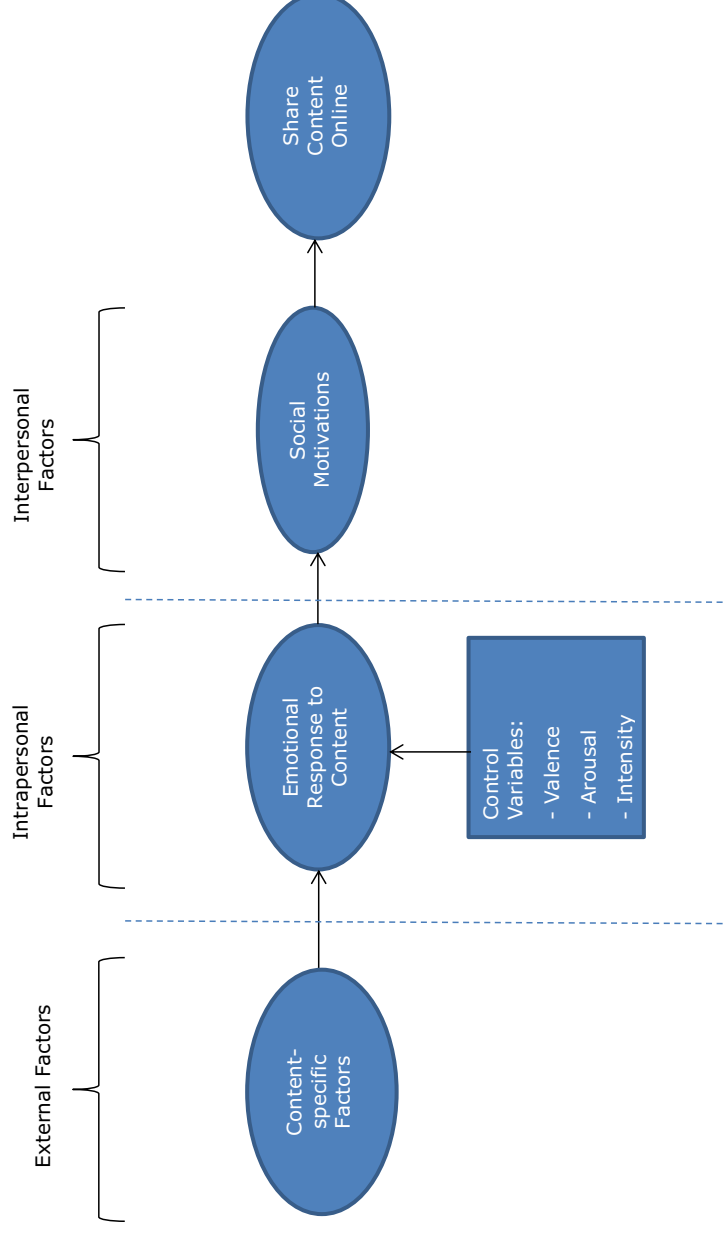 External Factors
Intrapersonal
Factors
Interpersonal
Factors
Content-
specific
Factors
Emotional
Response to
Content
Social
Motivations
Share
Content
Online
Control
Variables:
- Valence
- Arousal
- Intensity